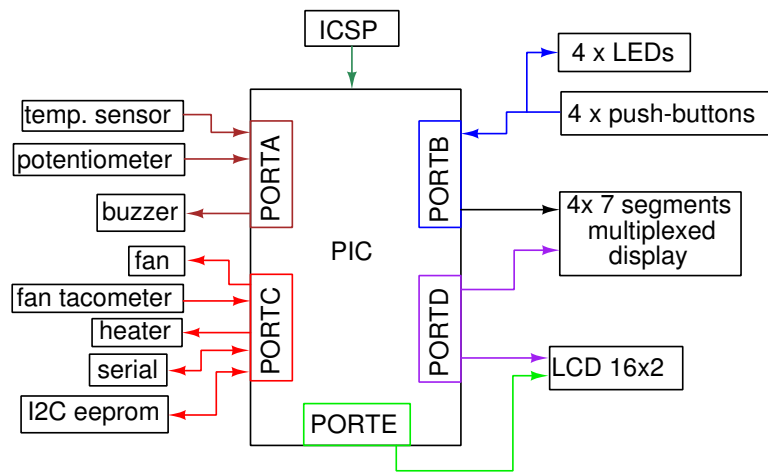 ICSP
4 x LEDs
temp. sensor
4 x push-buttons
potentiometer
PORTA
PORTB
buzzer
4x 7 segments
multiplexed
display
PIC
fan
fan tacometer
PORTC
PORTD
heater
serial
LCD 16x2
I2C eeprom
PORTE